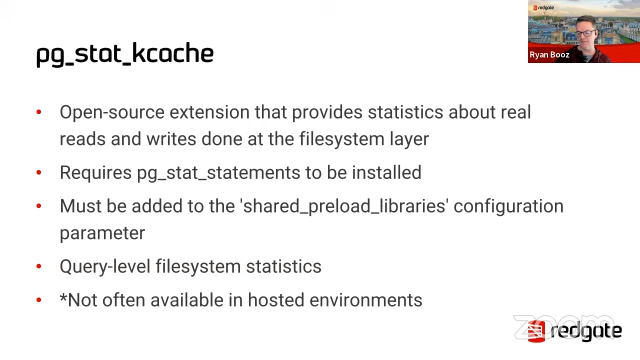 redgate
Ryan Booz
pg_stat_kcache
• Open-source extension that provides statistics about real
reads and writes done at the filesystem layer
• Requires pg_stat_statements to be installed
• Must be added to the 'shared_preload_libraries' configuration
parameter
• Query-level filesystem statistics
• *Not often available in hosted environments
zoom
redgate